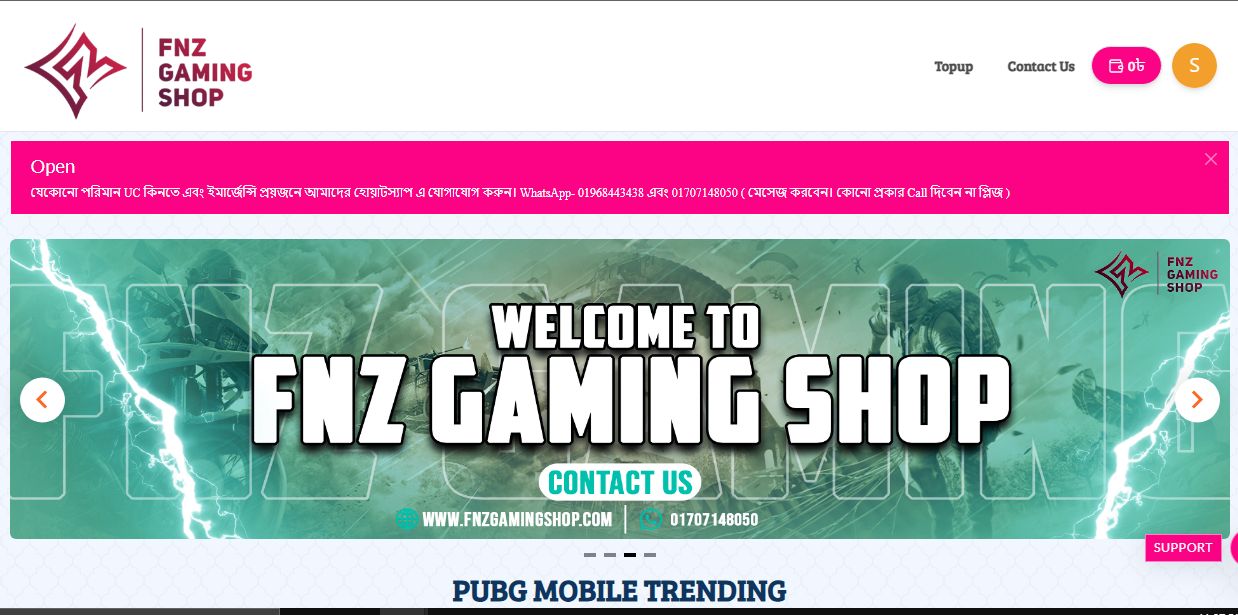 FNZ
GAMING
SHOP
Topup
Contact Us
0৳
S
Open
যেকোনো পরিমান UC কিনতে এবং ইমার্জেন্সি প্রয়জনে আমাদের হোয়াটস্যাপ এ যোগাযোগ করুন। WhatsApp- 01968443438 এবং 01707148050 ( মেসেজ করবেন। কোনো প্রকার Call দিবেন না প্লিজ )
FNZ
GAMING
SHOP
FNZGAMING
WELCOME TO
FNZ GAMING SHOP
CONTACT US
WWW.FNZGAMINGSHOP.COM
01707148050
SUPPORT
PUBG MOBILE TRENDING